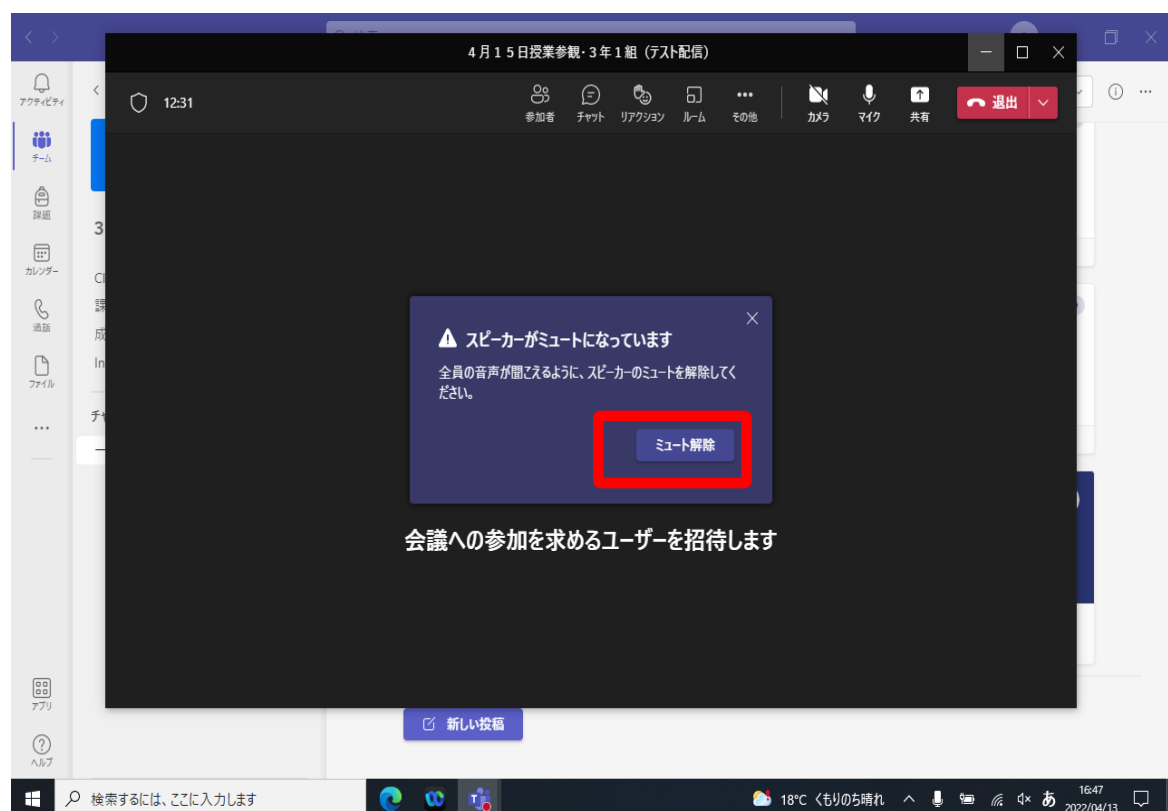 4月15日授業参観・3年1組（テスト配信）
12:31
参加者
チャット
リアクション
ルーム
その他
カメラ
マイク
共有
退出
アクティビティ
チーム
課題
カレンダー
通話
ファイル
アプリ
ヘルプ
3
スピーカーがミュートになっています
全員の音声が聞こえるように、スピーカーのミュートを解除してく
ださい。
ミュート解除
会議への参加を求めるユーザーを招待します
新しい投稿
検索するには、ここに入力します
18°C くもりのち晴れ
あ
16:47
2022/04/13